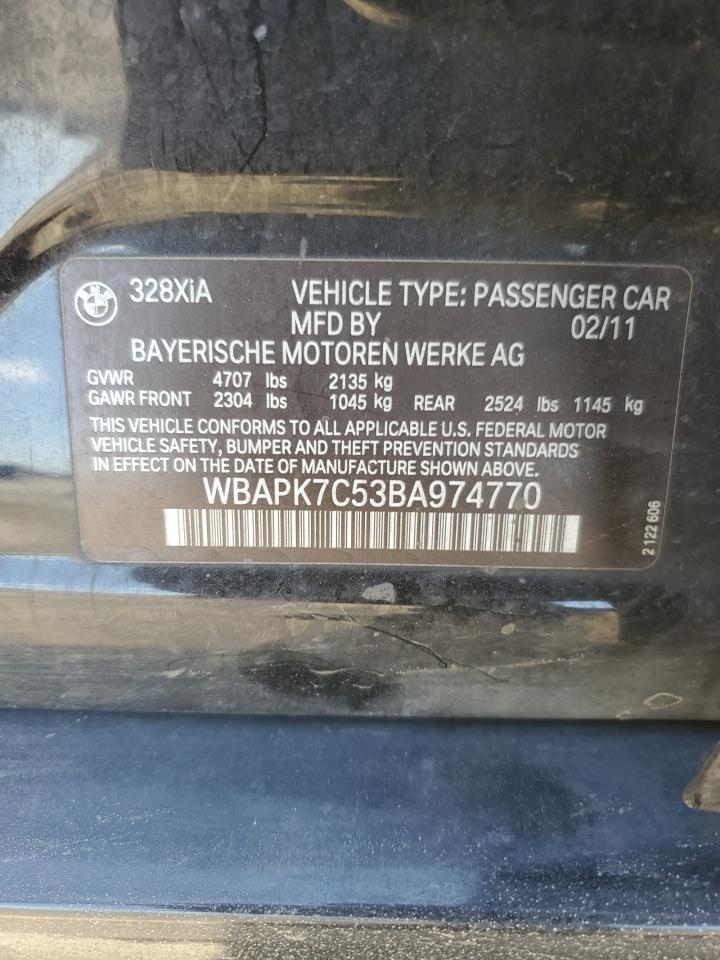 328XiA VEHICLE TYPE: PASSENGER CAR
MFD BY 02/11
BAYERISCHE MOTOREN WERKE AG
GVWR 4707 lbs 2135 kg
GAWR FRONT 2304 lbs 1045 kg REAR 2524 lbs 1145 kg
THIS VEHICLE CONFORMS TO ALL APPLICABLE U.S. FEDERAL MOTOR
VEHICLE SAFETY, BUMPER AND THEFT PREVENTION STANDARDS
IN EFFECT ON THE DATE OF MANUFACTURE SHOWN ABOVE.
WBAPK7C53BA974770
2 122 606